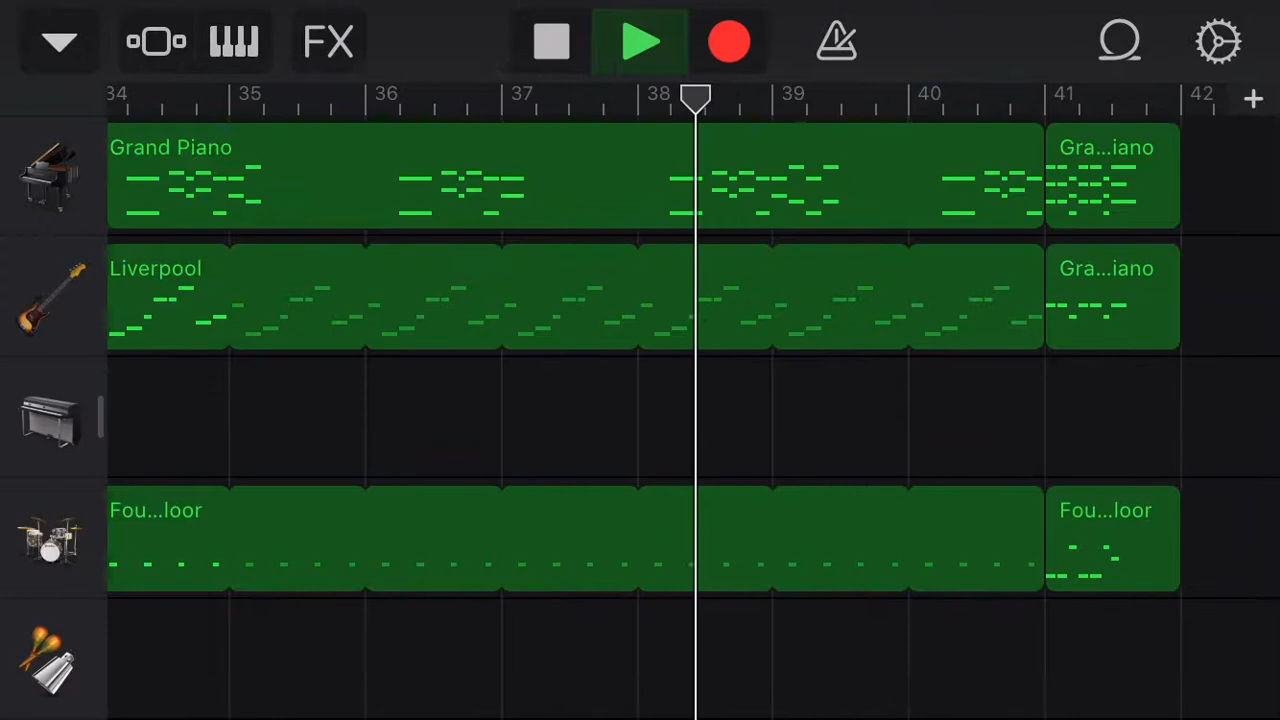 FX
34 35 36 37 38 39 40 41 42 +
Grand Piano Gra...iano
Liverpool Gra...iano
Fou...loor Fou...loor